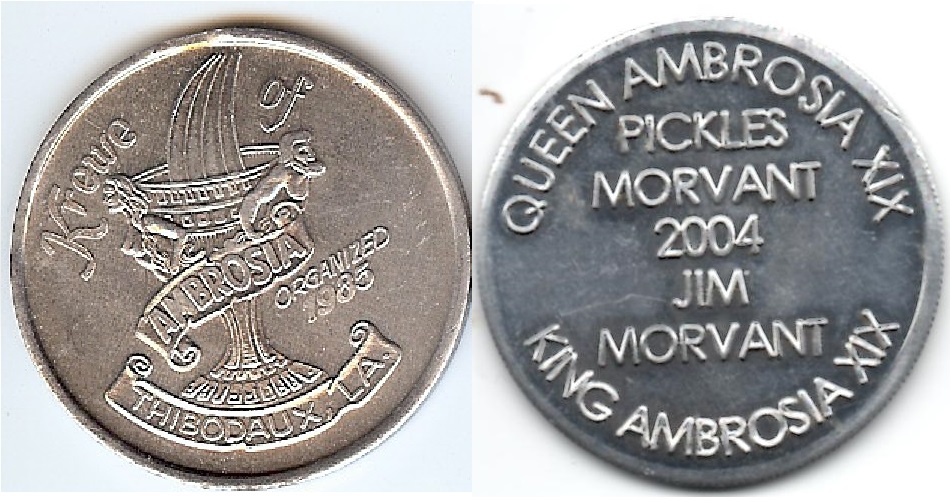 Krewe of
AMBROSIA
ORGANIZED
1985
THIBODAUX, LA.
QUEEN AMBROSIA XIX
PICKLES
MORVANT
2004
JIM
MORVANT
KING AMBROSIA XIX